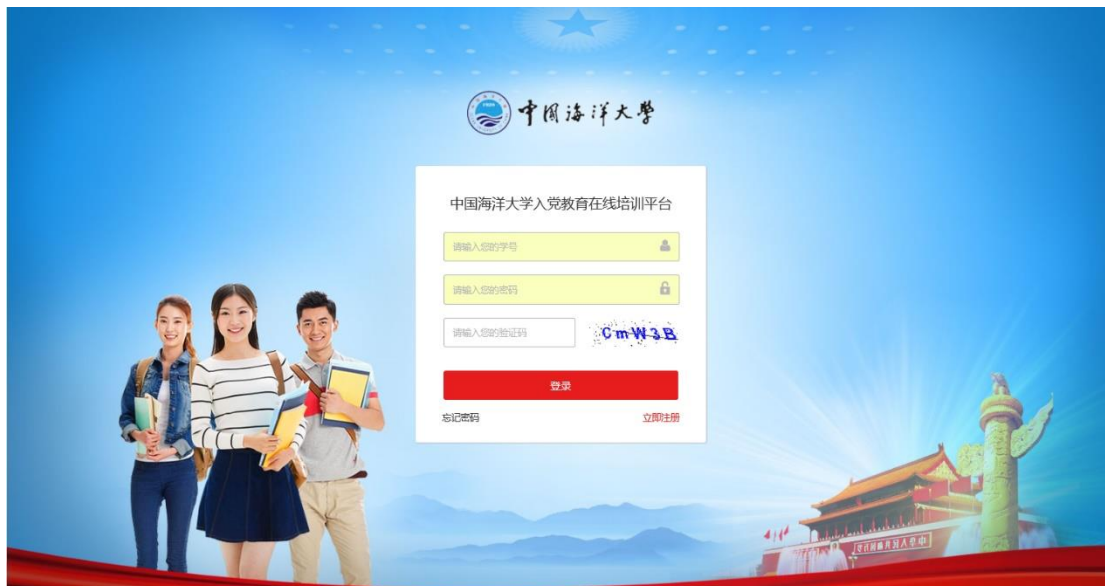 中国海洋大學
中国海洋大学入党教育在线培训平台
请输入您的学号
请输入您的密码
请输入您的验证码
CmW3B
登录
忘记密码
立即注册